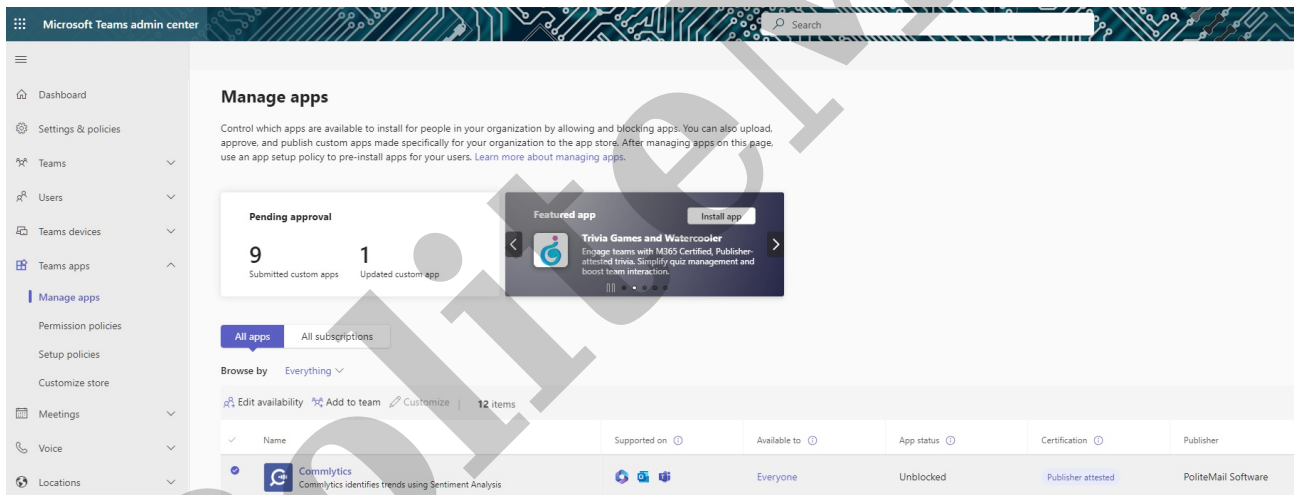 Microsoft Teams admin center
Search
Dashboard
Settings & policies
Teams
Users
Teams devices
Teams apps
Manage apps
Permission policies
Setup policies
Customize store
Meetings
Voice
Locations
Manage apps
Control which apps are available to install for people in your organization by allowing and blocking apps. You can also upload,
approve, and publish custom apps made specifically for your organization to the app store. After managing apps on this page,
use an app setup policy to pre-install apps for your users. Learn more about managing apps.
Pending approval
9
Submitted custom apps
1
Updated custom app
Featured app
Install app
Trivia Games and Watercooler
Engage teams with M365 Certified, Publisher-
attested trivia. Simplify quiz management and
boost team interaction.
All apps All subscriptions
Browse by Everything
Edit availability Add to team Customize | 12 items
Name Supported on Available to App status Certification Publisher
Commlytics Everyone Unblocked Publisher attested PoliteMail Software
Commlytics identifies trends using Sentiment Analysis